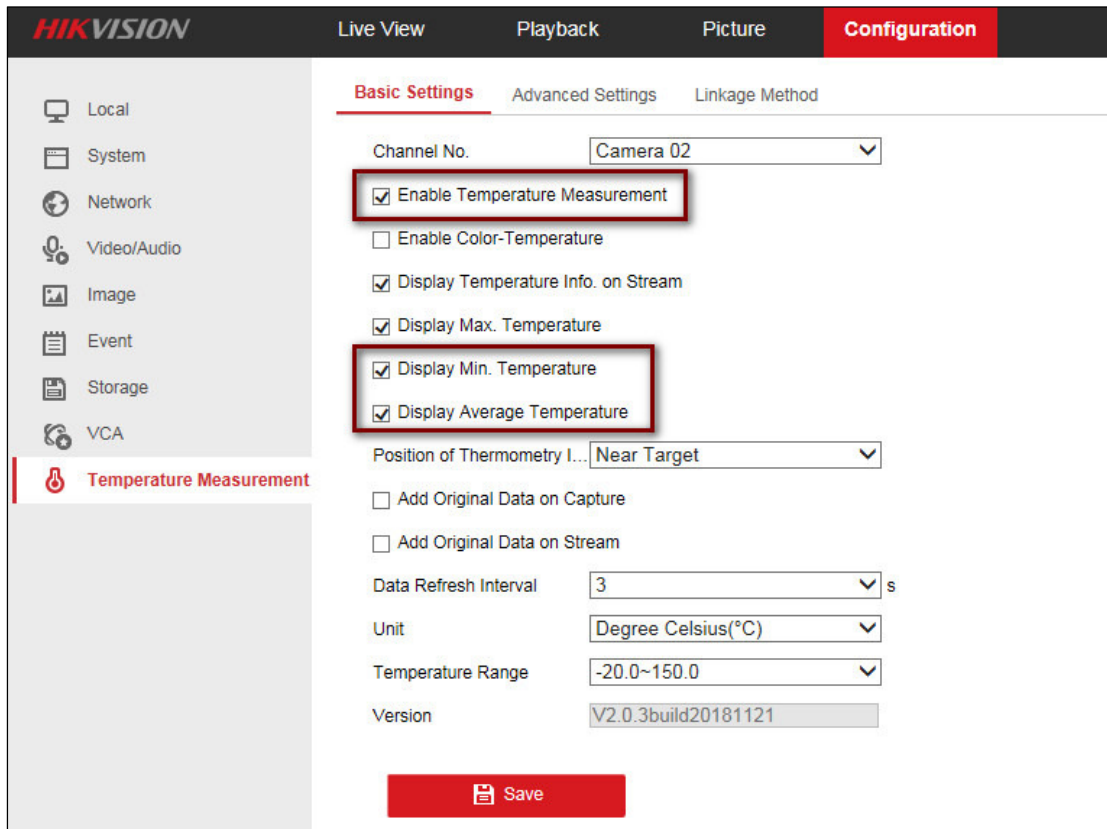 HIKVISION Live View Playback Picture Configuration
Local
System
Network
Video/Audio
Image
Event
Storage
VCA
Temperature Measurement
Basic Settings Advanced Settings Linkage Method
Channel No. Camera 02
Enable Temperature Measurement
Enable Color-Temperature
Display Temperature Info. on Stream
Display Max. Temperature
Display Min. Temperature
Display Average Temperature
Position of Thermometry I... Near Target
Add Original Data on Capture
Add Original Data on Stream
Data Refresh Interval 3 s
Unit Degree Celsius(°C)
Temperature Range -20.0~150.0
Version V2.0.3build20181121
Save